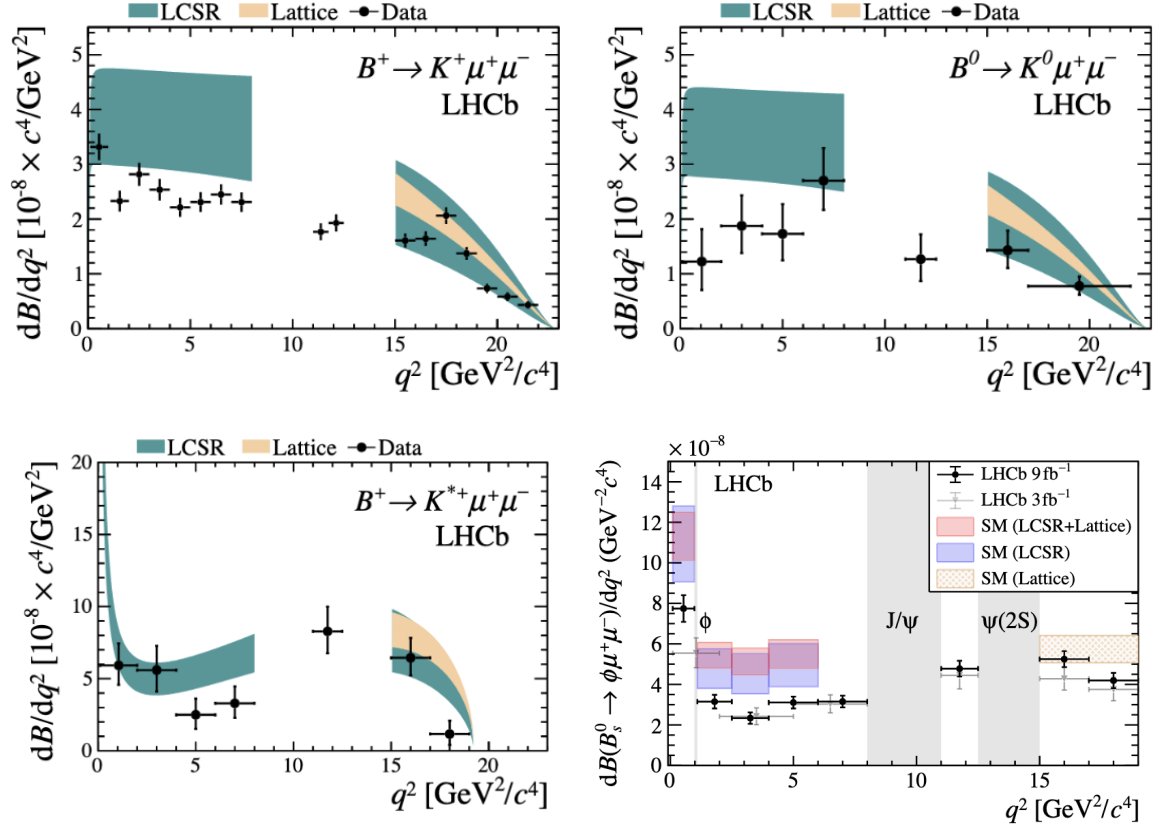 LCSR Lattice Data
B⁺ → K⁺μ⁺μ⁻
LHCb
dB/dq² [10⁻⁸ × c⁴/GeV²]
5
4
3
2
1
0
0 5 10 15 20
q² [GeV²/c⁴]
LCSR Lattice Data
B⁰ → K⁰μ⁺μ⁻
LHCb
dB/dq² [10⁻⁸ × c⁴/GeV²]
5
4
3
2
1
0
0 5 10 15 20
q² [GeV²/c⁴]
LCSR Lattice Data
B⁺ → K*⁺μ⁺μ⁻
LHCb
dB/dq² [10⁻⁸ × c⁴/GeV²]
20
15
10
5
0
0 5 10 15 20
q² [GeV²/c⁴]
× 10⁻⁸
LHCb
LHCb 9 fb⁻¹
LHCb 3 fb⁻¹
SM (LCSR+Lattice)
SM (LCSR)
SM (Lattice)
ϕ
J/ψ
ψ(2S)
dB(B⁰ₛ → ϕμ⁺μ⁻)/dq² (GeV⁻²c⁴)
14
12
10
8
6
4
2
0
0 5 10 15
q² [GeV²/c⁴]